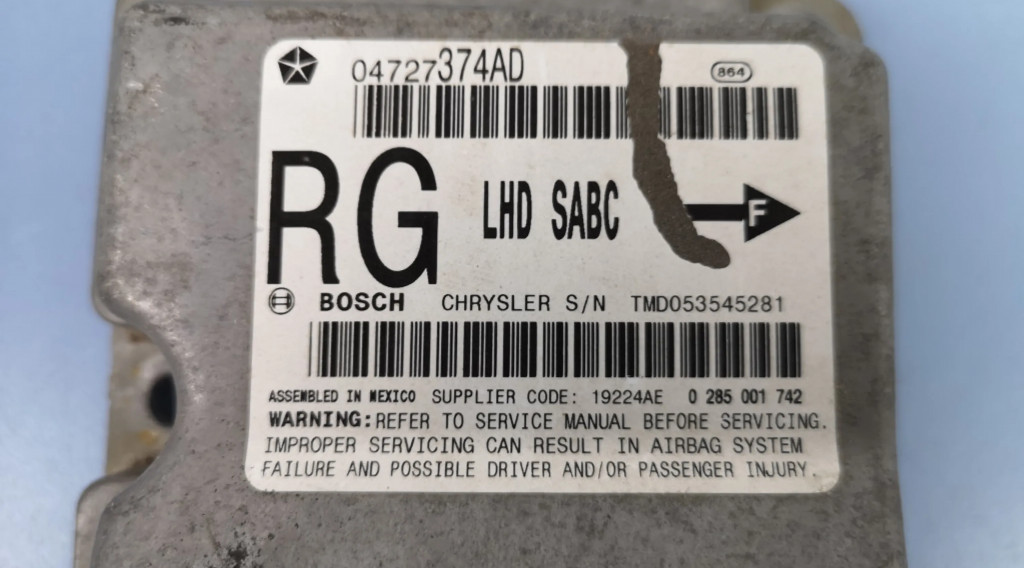 04727374AD
864
RG
LHD SABC
F
BOSCH CHRYSLER S/N TMD053545281
ASSEMBLED IN MEXICO SUPPLIER CODE: 19224AE 0 285 001 742
WARNING: REFER TO SERVICE MANUAL BEFORE SERVICING.
IMPROPER SERVICING CAN RESULT IN AIRBAG SYSTEM
FAILURE AND POSSIBLE DRIVER AND/OR PASSENGER INJURY.